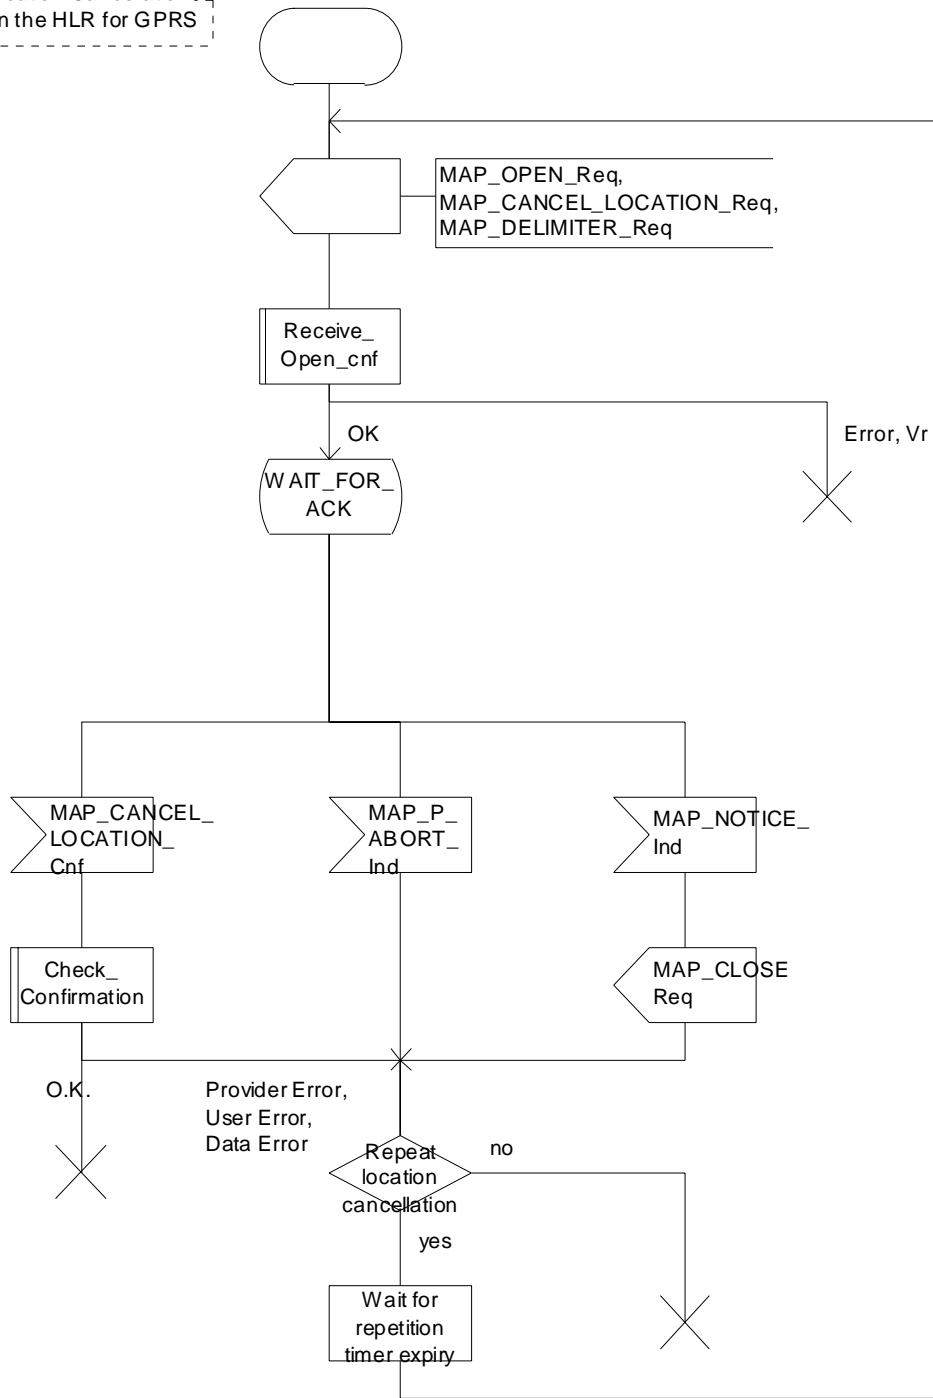 n the HLR for GPRS
MAP_OPEN_Req,
MAP_CANCEL_LOCATION_Req,
MAP_DELIMITER_Req
Receive_
Open_cnf
OK
Error, Vr
WAIT_FOR_
ACK
MAP_CANCEL_
LOCATION_
Cnf
MAP_P_
ABORT_
Ind
MAP_NOTICE_
Ind
Check_
Confirmation
MAP_CLOSE
Req
O.K.
Provider Error,
User Error,
Data Error
Repeat
location
cancellation
no
yes
Wait for
repetition
timer expiry